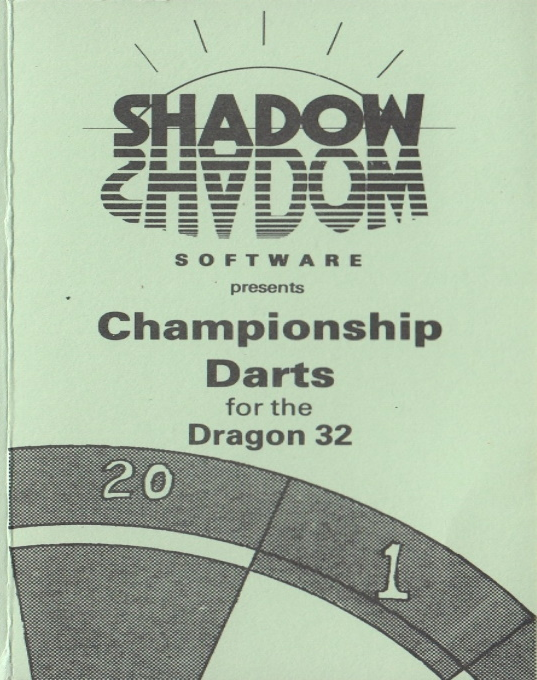 SHADOW
SHADOW
SOFTWARE
presents
Championship
Darts
for the
Dragon 32
20
1